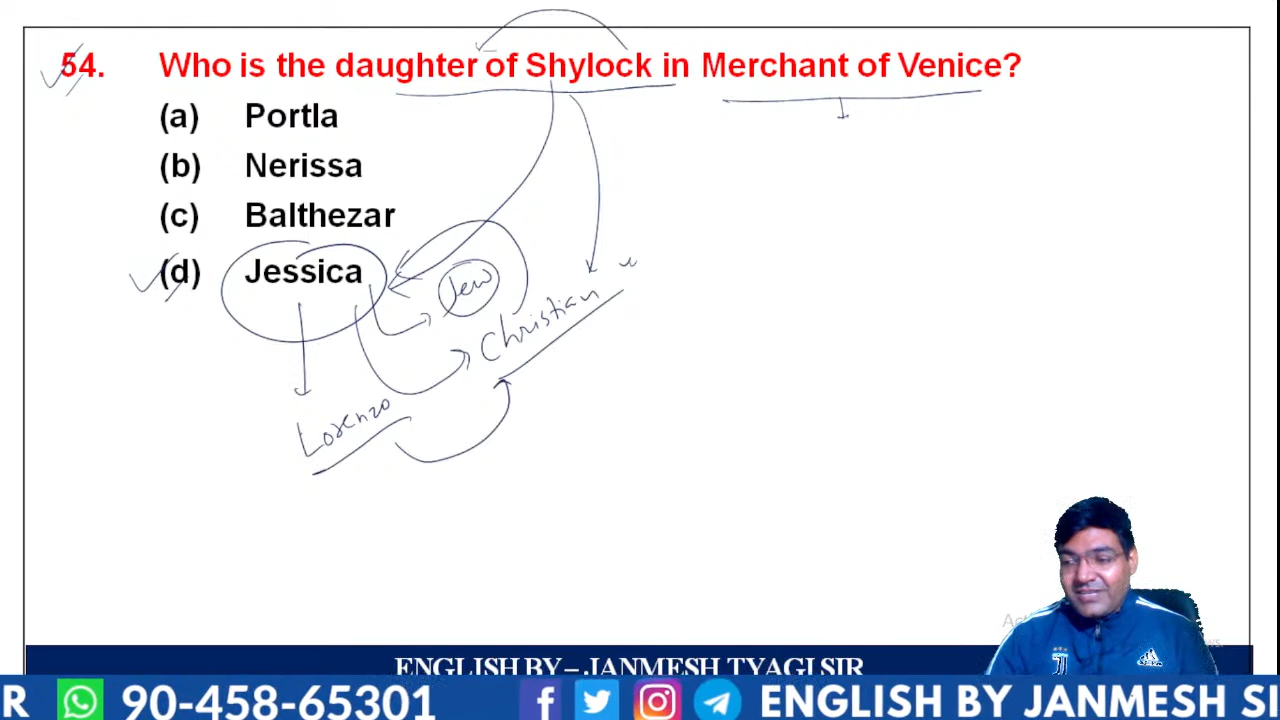 54. Who is the daughter of Shylock in Merchant of Venice?
(a) Portla
(b) Nerissa
(c) Balthezar
(d) Jessica
Jew
Christian
Lorenzo
ENGLISH BY – JANMESH TYAGI SIR
R 90-458-65301 ENGLISH BY JANMESH SI